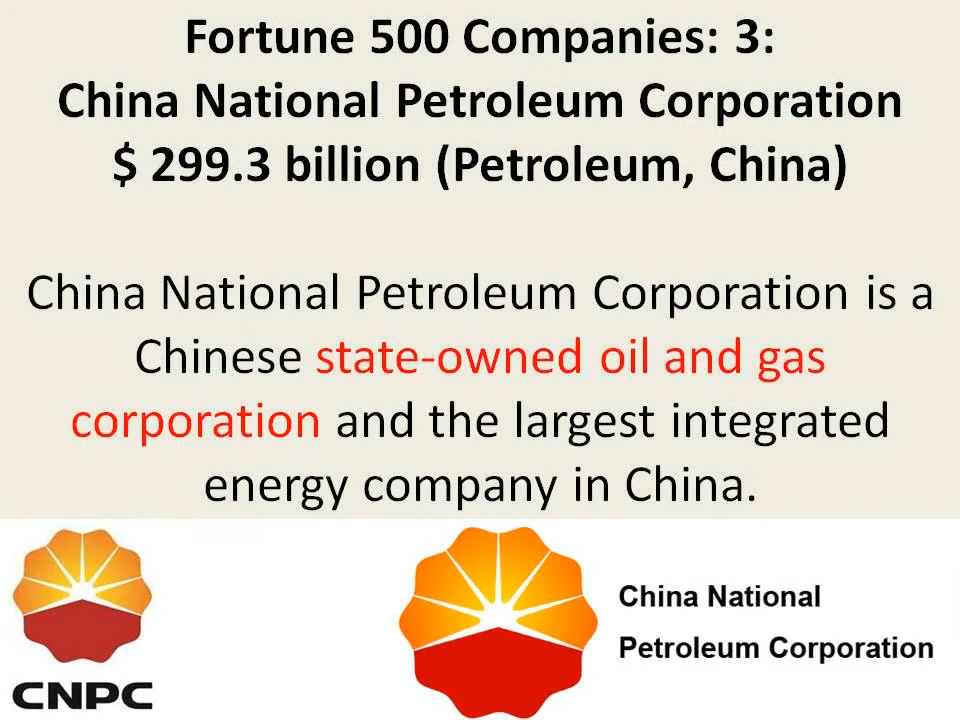 Fortune 500 Companies: 3:
China National Petroleum Corporation
$ 299.3 billion (Petroleum, China)
China National Petroleum Corporation is a
Chinese state-owned oil and gas
corporation and the largest integrated
energy company in China.
CNPC
China National
Petroleum Corporation